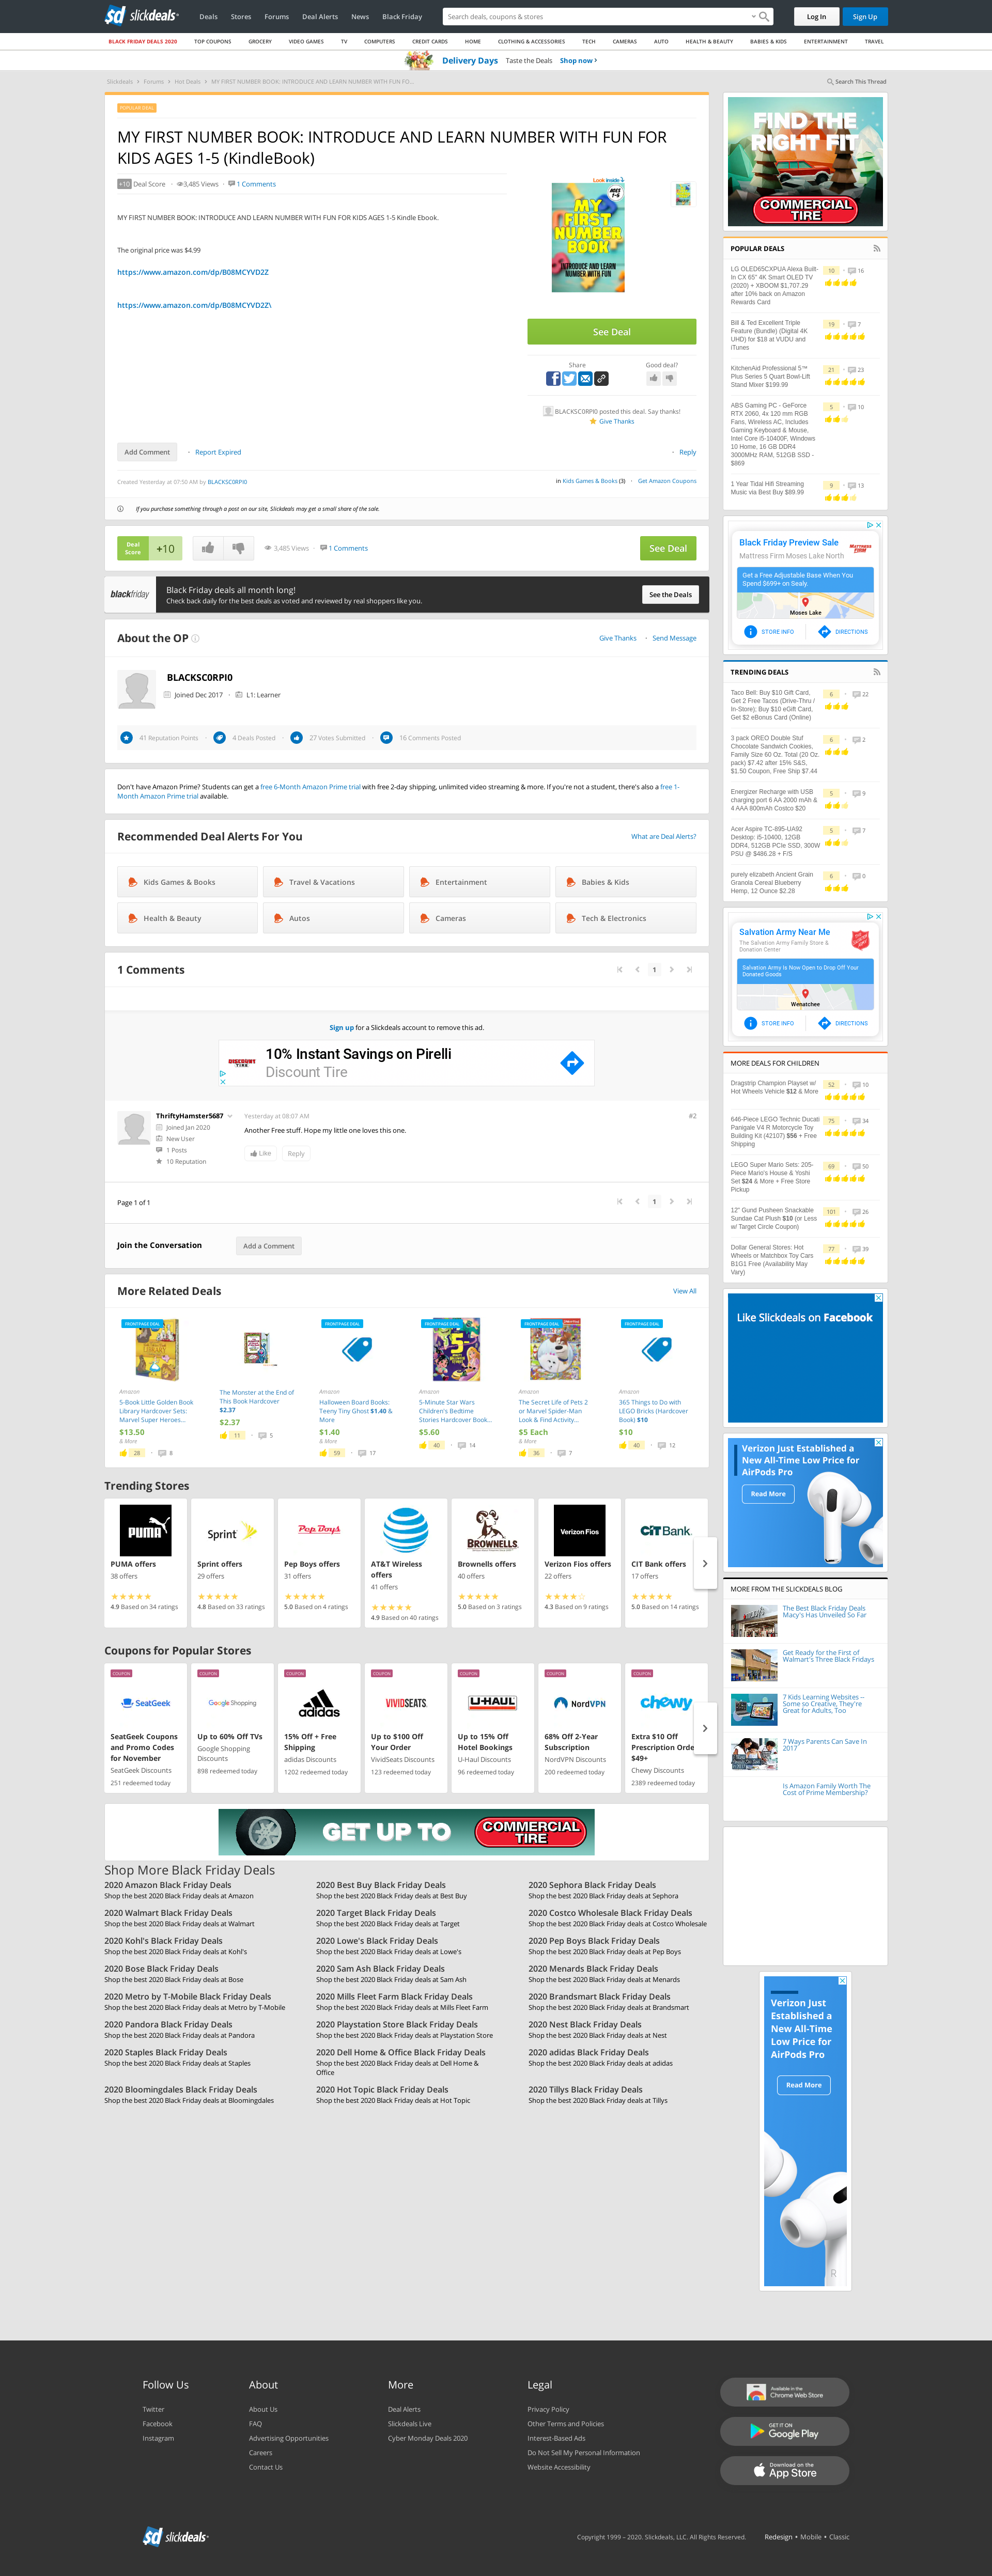 slickdeals
Deals
Stores
Forums
Deal Alerts
News
Black Friday
Search deals, coupons & stores
Log In
Sign Up
BLACK FRIDAY DEALS 2020
TOP COUPONS
GROCERY
VIDEO GAMES
TV
COMPUTERS
CREDIT CARDS
HOME
CLOTHING & ACCESSORIES
TECH
CAMERAS
AUTO
HEALTH & BEAUTY
BABIES & KIDS
ENTERTAINMENT
TRAVEL
Delivery Days Taste the Deals Shop now ›
Slickdeals › Forums › Hot Deals › MY FIRST NUMBER BOOK: INTRODUCE AND LEARN NUMBER WITH FUN FO...
Search This Thread
POPULAR DEAL
MY FIRST NUMBER BOOK: INTRODUCE AND LEARN NUMBER WITH FUN FOR
KIDS AGES 1-5 (KindleBook)
+10 Deal Score 3,485 Views 1 Comments
MY FIRST NUMBER BOOK: INTRODUCE AND LEARN NUMBER WITH FUN FOR KIDS AGES 1-5 Kindle Ebook.
The original price was $4.99
https://www.amazon.com/dp/B08MCYVD2Z
https://www.amazon.com/dp/B08MCYVD2Z\
Look inside
AGES 1-5
MY
FIRST
NUMBER
BOOK
INTRODUCE AND
LEARN NUMBER WITH FUN
See Deal
Share
Good deal?
BLACKSC0RPI0 posted this deal. Say thanks!
Give Thanks
Add Comment
Report Expired
Reply
Created Yesterday at 07:50 AM by BLACKSC0RPI0
in Kids Games & Books (3) Get Amazon Coupons
If you purchase something through a post on our site, Slickdeals may get a small share of the sale.
Deal
Score
+10
3,485 Views
1 Comments
See Deal
blackfriday
Black Friday deals all month long!
Check back daily for the best deals as voted and reviewed by real shoppers like you.
See the Deals
About the OP
Give Thanks
Send Message
BLACKSC0RPI0
Joined Dec 2017
L1: Learner
41 Reputation Points
4 Deals Posted
27 Votes Submitted
16 Comments Posted
Don't have Amazon Prime? Students can get a free 6-Month Amazon Prime trial with free 2-day shipping, unlimited video streaming & more. If you're not a student, there's also a free 1-
Month Amazon Prime trial available.
Recommended Deal Alerts For You
What are Deal Alerts?
Kids Games & Books
Travel & Vacations
Entertainment
Babies & Kids
Health & Beauty
Autos
Cameras
Tech & Electronics
1 Comments
1
Sign up for a Slickdeals account to remove this ad.
DISCOUNT TIRE
10% Instant Savings on Pirelli
Discount Tire
ThriftyHamster5687
Joined Jan 2020
New User
1 Posts
10 Reputation
Yesterday at 08:07 AM
#2
Another Free stuff. Hope my little one loves this one.
Like
Reply
Page 1 of 1
1
Join the Conversation
Add a Comment
More Related Deals
View All
FRONTPAGE DEAL
Amazon
5-Book Little Golden Book
Library Hardcover Sets:
Marvel Super Heroes...
$13.50
& More
28
8
The Monster at the End of
This Book Hardcover
$2.37
$2.37
11
5
FRONTPAGE DEAL
Amazon
Halloween Board Books:
Teeny Tiny Ghost $1.40 &
More
$1.40
& More
59
17
FRONTPAGE DEAL
Amazon
5-Minute Star Wars
Children's Bedtime
Stories Hardcover Book...
$5.60
40
14
FRONTPAGE DEAL
Amazon
The Secret Life of Pets 2
or Marvel Spider-Man
Look & Find Activity...
$5 Each
& More
36
7
FRONTPAGE DEAL
Amazon
365 Things to Do with
LEGO Bricks (Hardcover
Book) $10
$10
40
12
Trending Stores
PUMA
PUMA offers
38 offers
4.9 Based on 34 ratings
Sprint
Sprint offers
29 offers
4.8 Based on 33 ratings
Pep Boys
Pep Boys offers
31 offers
5.0 Based on 4 ratings
AT&T Wireless
offers
41 offers
4.9 Based on 40 ratings
BROWNELLS
Brownells offers
40 offers
5.0 Based on 3 ratings
Verizon Fios
Verizon Fios offers
22 offers
4.3 Based on 9 ratings
CIT Bank
CIT Bank offers
17 offers
5.0 Based on 14 ratings
Coupons for Popular Stores
COUPON
SeatGeek
SeatGeek Coupons
and Promo Codes
for November
SeatGeek Discounts
251 redeemed today
COUPON
Google Shopping
Up to 60% Off TVs
Google Shopping
Discounts
898 redeemed today
COUPON
adidas
15% Off + Free
Shipping
adidas Discounts
1202 redeemed today
COUPON
VIVIDSEATS.
Up to $100 Off
Your Order
VividSeats Discounts
123 redeemed today
COUPON
U-HAUL
Up to 15% Off
Hotel Bookings
U-Haul Discounts
96 redeemed today
COUPON
NordVPN
68% Off 2-Year
Subscription
NordVPN Discounts
200 redeemed today
COUPON
chewy
Extra $10 Off
Prescription Orde
$49+
Chewy Discounts
2389 redeemed today
GET UP TO
COMMERCIAL
TIRE
Shop More Black Friday Deals
2020 Amazon Black Friday Deals
Shop the best 2020 Black Friday deals at Amazon
2020 Best Buy Black Friday Deals
Shop the best 2020 Black Friday deals at Best Buy
2020 Sephora Black Friday Deals
Shop the best 2020 Black Friday deals at Sephora
2020 Walmart Black Friday Deals
Shop the best 2020 Black Friday deals at Walmart
2020 Target Black Friday Deals
Shop the best 2020 Black Friday deals at Target
2020 Costco Wholesale Black Friday Deals
Shop the best 2020 Black Friday deals at Costco Wholesale
2020 Kohl's Black Friday Deals
Shop the best 2020 Black Friday deals at Kohl's
2020 Lowe's Black Friday Deals
Shop the best 2020 Black Friday deals at Lowe's
2020 Pep Boys Black Friday Deals
Shop the best 2020 Black Friday deals at Pep Boys
2020 Bose Black Friday Deals
Shop the best 2020 Black Friday deals at Bose
2020 Sam Ash Black Friday Deals
Shop the best 2020 Black Friday deals at Sam Ash
2020 Menards Black Friday Deals
Shop the best 2020 Black Friday deals at Menards
2020 Metro by T-Mobile Black Friday Deals
Shop the best 2020 Black Friday deals at Metro by T-Mobile
2020 Mills Fleet Farm Black Friday Deals
Shop the best 2020 Black Friday deals at Mills Fleet Farm
2020 Brandsmart Black Friday Deals
Shop the best 2020 Black Friday deals at Brandsmart
2020 Pandora Black Friday Deals
Shop the best 2020 Black Friday deals at Pandora
2020 Playstation Store Black Friday Deals
Shop the best 2020 Black Friday deals at Playstation Store
2020 Nest Black Friday Deals
Shop the best 2020 Black Friday deals at Nest
2020 Staples Black Friday Deals
Shop the best 2020 Black Friday deals at Staples
2020 Dell Home & Office Black Friday Deals
Shop the best 2020 Black Friday deals at Dell Home &
Office
2020 adidas Black Friday Deals
Shop the best 2020 Black Friday deals at adidas
2020 Bloomingdales Black Friday Deals
Shop the best 2020 Black Friday deals at Bloomingdales
2020 Hot Topic Black Friday Deals
Shop the best 2020 Black Friday deals at Hot Topic
2020 Tillys Black Friday Deals
Shop the best 2020 Black Friday deals at Tillys
FIND THE
RIGHT FIT
COMMERCIAL
TIRE
POPULAR DEALS
LG OLED65CXPUA Alexa Built-
In CX 65" 4K Smart OLED TV
(2020) + XBOOM $1,707.29
after 10% back on Amazon
Rewards Card
10
16
Bill & Ted Excellent Triple
Feature (Bundle) (Digital 4K
UHD) for $18 at VUDU and
iTunes
19
7
KitchenAid Professional 5™
Plus Series 5 Quart Bowl-Lift
Stand Mixer $199.99
21
23
ABS Gaming PC - GeForce
RTX 2060, 4x 120 mm RGB
Fans, Wireless AC, Includes
Gaming Keyboard & Mouse,
Intel Core i5-10400F, Windows
10 Home, 16 GB DDR4
3000MHz RAM, 512GB SSD -
$869
5
10
1 Year Tidal Hifi Streaming
Music via Best Buy $89.99
9
13
Black Friday Preview Sale
Mattress Firm Moses Lake North
MATTRESS FIRM
Get a Free Adjustable Base When You
Spend $699+ on Sealy.
Moses Lake
STORE INFO
DIRECTIONS
TRENDING DEALS
Taco Bell: Buy $10 Gift Card,
Get 2 Free Tacos (Drive-Thru /
In-Store); Buy $10 eGift Card,
Get $2 eBonus Card (Online)
6
22
3 pack OREO Double Stuf
Chocolate Sandwich Cookies,
Family Size 60 Oz. Total (20 Oz.
pack) $7.42 after 15% S&S,
$1.50 Coupon, Free Ship $7.44
6
2
Energizer Recharge with USB
charging port 6 AA 2000 mAh &
4 AAA 800mAh Costco $20
5
9
Acer Aspire TC-895-UA92
Desktop: i5-10400, 12GB
DDR4, 512GB PCIe SSD, 300W
PSU @ $486.28 + F/S
5
7
purely elizabeth Ancient Grain
Granola Cereal Blueberry
Hemp, 12 Ounce $2.28
6
0
Salvation Army Near Me
The Salvation Army Family Store &
Donation Center
Salvation Army Is Now Open to Drop Off Your
Donated Goods
Wenatchee
STORE INFO
DIRECTIONS
MORE DEALS FOR CHILDREN
Dragstrip Champion Playset w/
Hot Wheels Vehicle $12 & More
52
10
646-Piece LEGO Technic Ducati
Panigale V4 R Motorcycle Toy
Building Kit (42107) $56 + Free
Shipping
75
34
LEGO Super Mario Sets: 205-
Piece Mario's House & Yoshi
Set $24 & More + Free Store
Pickup
69
50
12" Gund Pusheen Snackable
Sundae Cat Plush $10 (or Less
w/ Target Circle Coupon)
101
26
Dollar General Stores: Hot
Wheels or Matchbox Toy Cars
B1G1 Free (Availability May
Vary)
77
39
Like Slickdeals on Facebook
Verizon Just Established a
New All-Time Low Price for
AirPods Pro
Read More
MORE FROM THE SLICKDEALS BLOG
The Best Black Friday Deals
Macy's Has Unveiled So Far
Get Ready for the First of
Walmart's Three Black Fridays
7 Kids Learning Websites --
Some so Creative, They're
Great for Adults, Too
7 Ways Parents Can Save In
2017
Is Amazon Family Worth The
Cost of Prime Membership?
Verizon Just
Established a
New All-Time
Low Price for
AirPods Pro
Read More
R
Follow Us
Twitter
Facebook
Instagram
About
About Us
FAQ
Advertising Opportunities
Careers
Contact Us
More
Deal Alerts
Slickdeals Live
Cyber Monday Deals 2020
Legal
Privacy Policy
Other Terms and Policies
Interest-Based Ads
Do Not Sell My Personal Information
Website Accessibility
Available in the
Chrome Web Store
GET IT ON
Google Play
Download on the
App Store
slickdeals
Copyright 1999 – 2020. Slickdeals, LLC. All Rights Reserved.
Redesign • Mobile • Classic